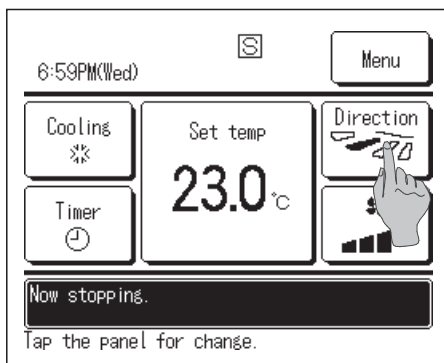 6:59PM(Wed)
S
Menu
Cooling
Set temp
Direction
23.0℃
Timer
Now stopping.
Tap the panel for change.